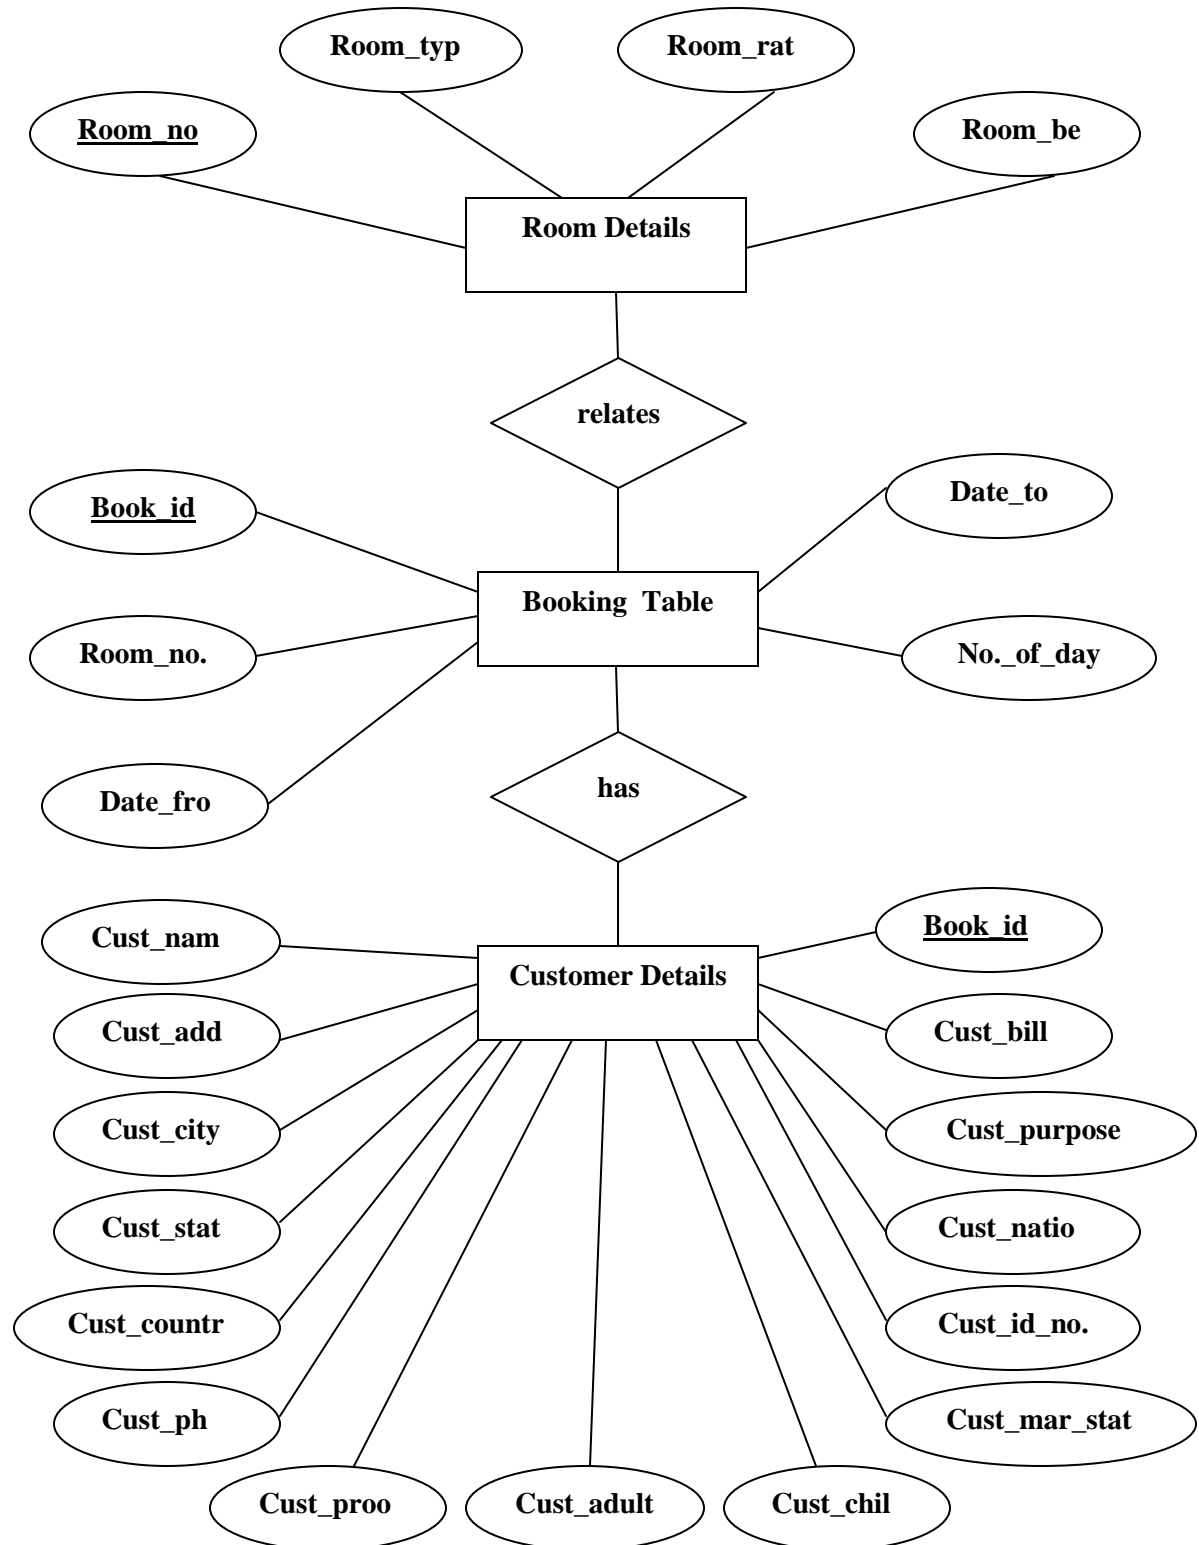 Room_typ
Room_rat
Room_no
Room_be
Room Details
relates
Book_id
Date_to
Booking Table
Room_no.
No._of_day
Date_fro
has
Cust_nam
Book_id
Customer Details
Cust_add
Cust_bill
Cust_city
Cust_purpose
Cust_stat
Cust_natio
Cust_countr
Cust_id_no.
Cust_ph
Cust_mar_stat
Cust_proo
Cust_adult
Cust_chil